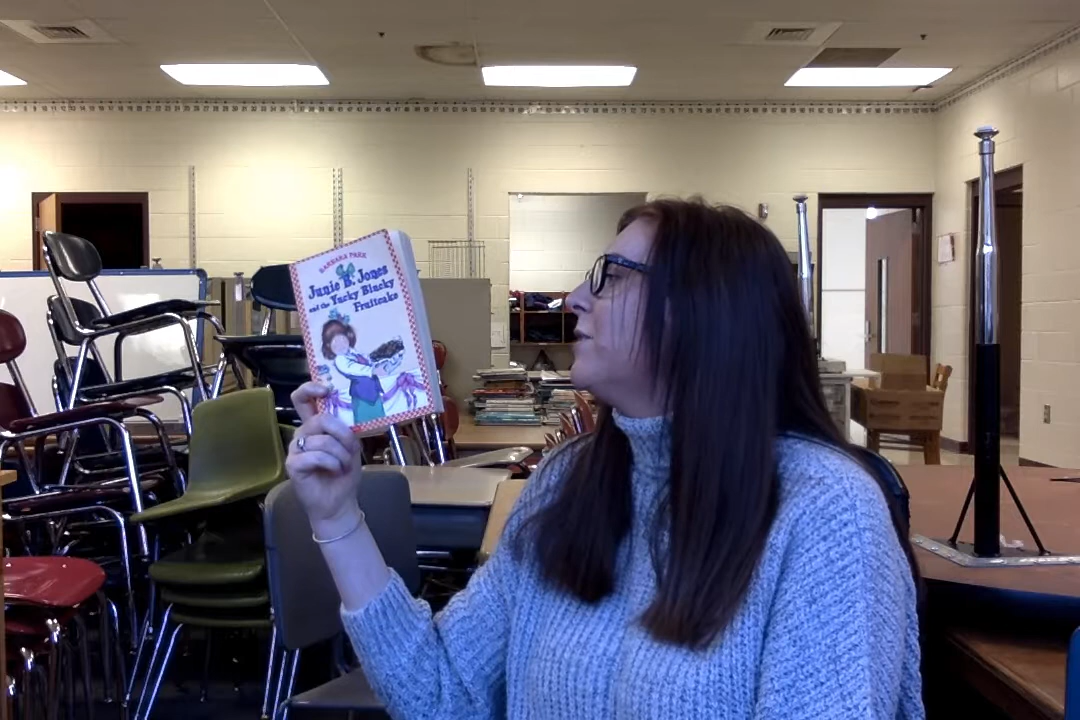 BARBARA PARK
Junie B. Jones
and the Yucky Blucky
Fruitcake